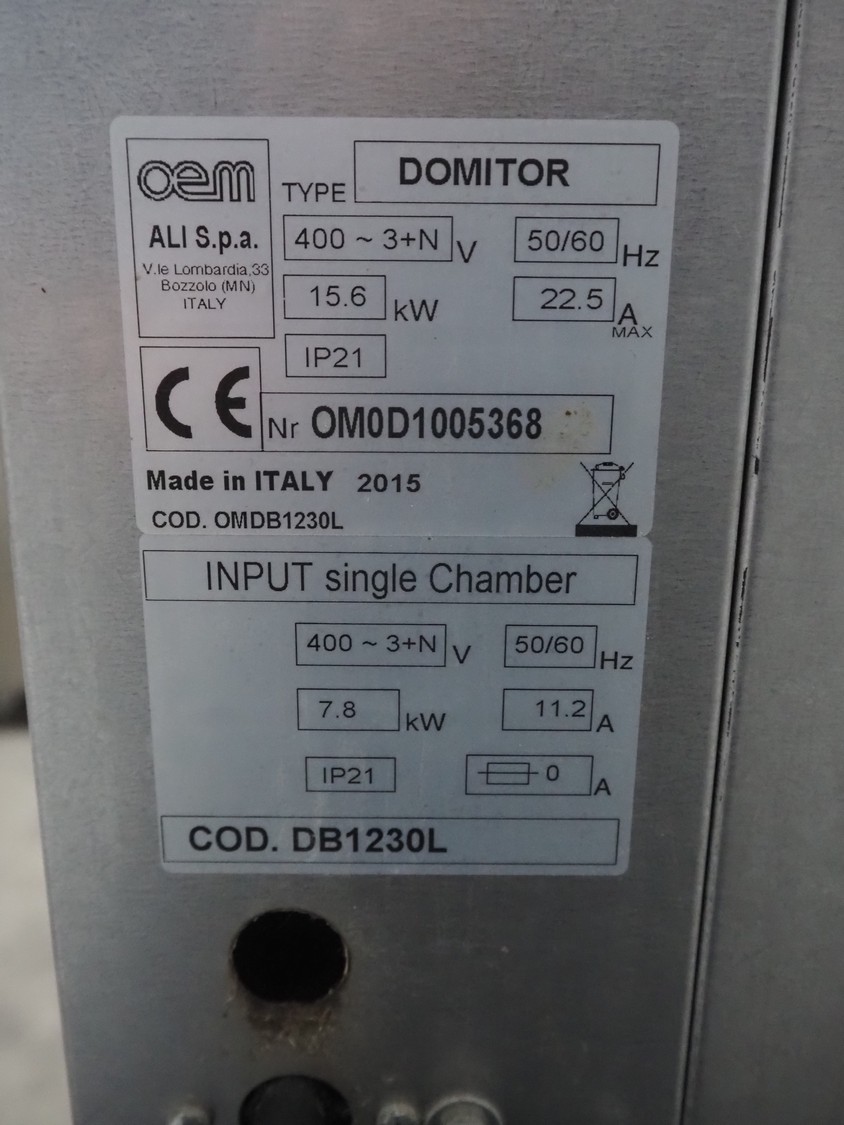 oem
ALI S.p.a.
V.le Lombardia,33
Bozzolo (MN)
ITALY
TYPE DOMITOR
400 ~ 3+N V 50/60 Hz
15.6 kW 22.5 A
MAX
IP21
CE Nr OM0D1005368
Made in ITALY 2015
COD. OMDB1230L
INPUT single Chamber
400 ~ 3+N V 50/60 Hz
7.8 kW 11.2 A
IP21 0 A
COD. DB1230L